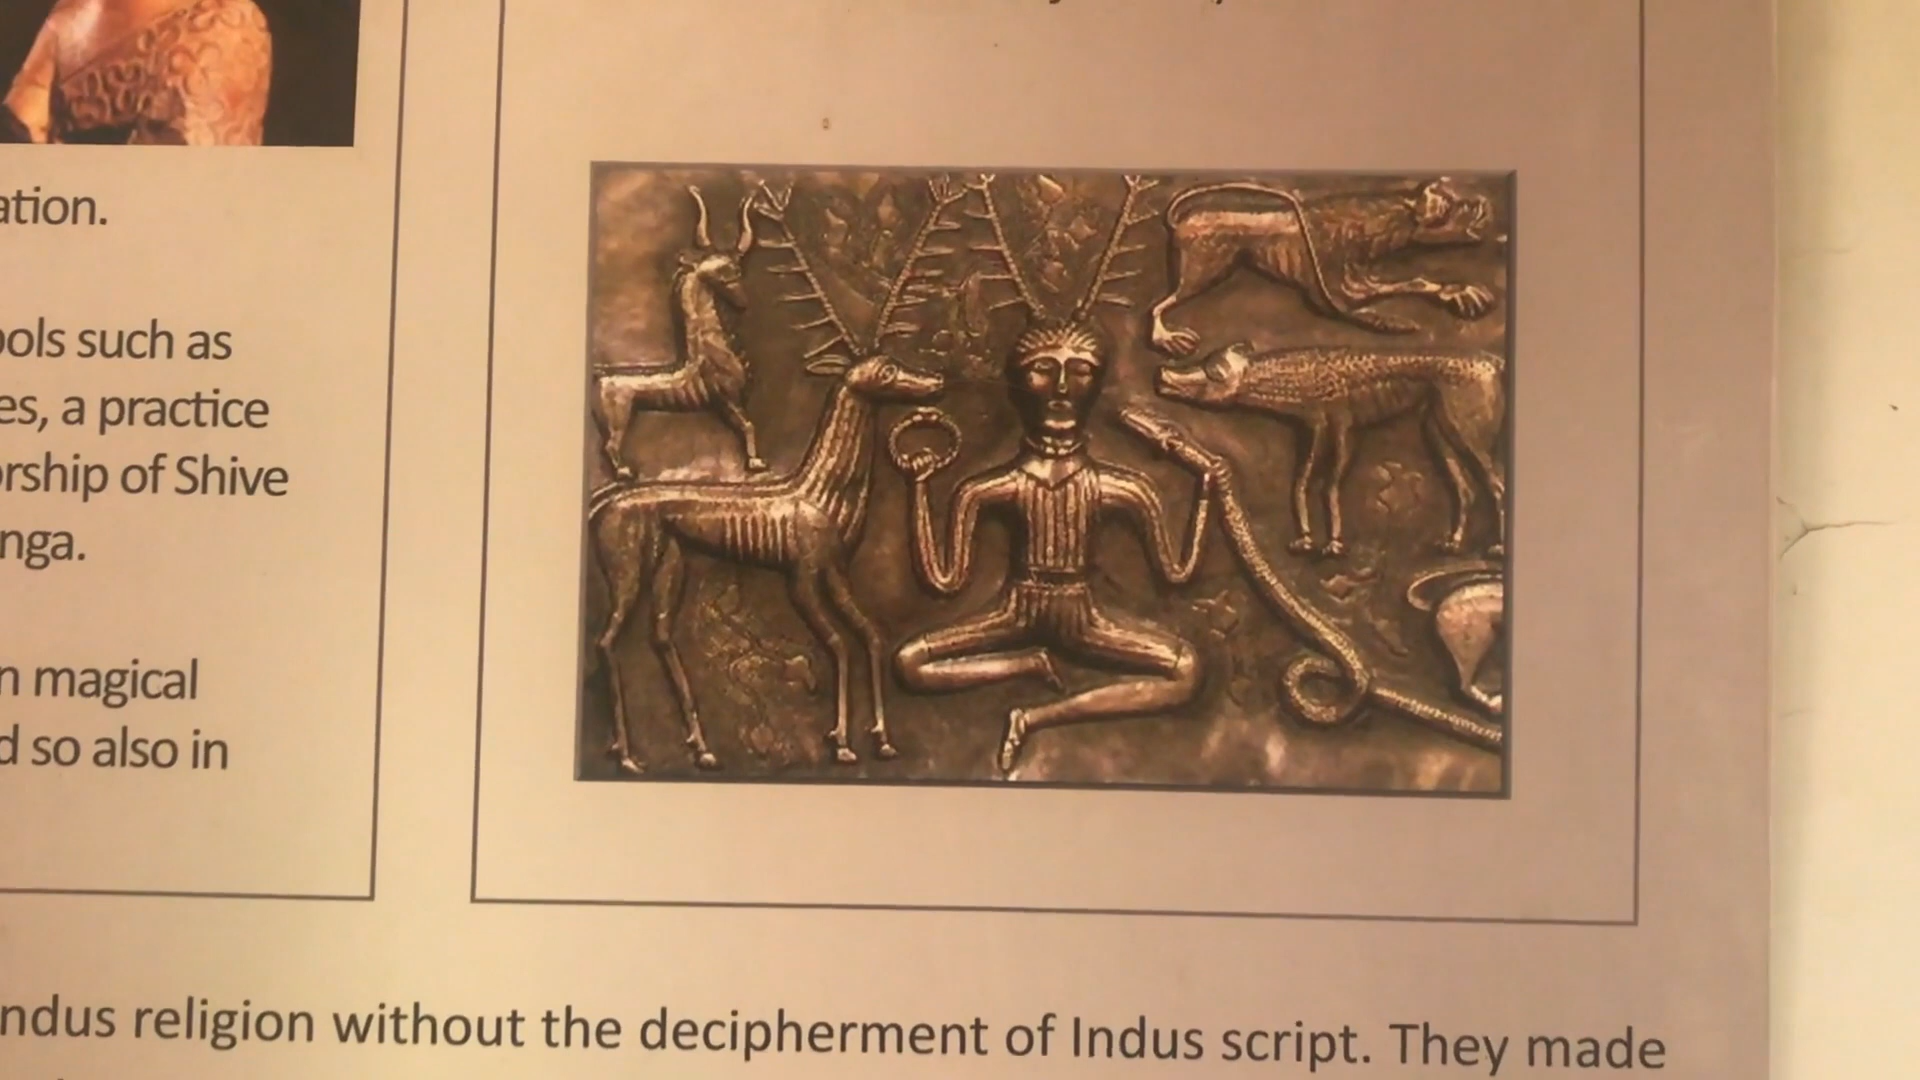 ation.
ools such as
es, a practice
orship of Shive
nga.
n magical
d so also in
ndus religion without the decipherment of Indus script. They made